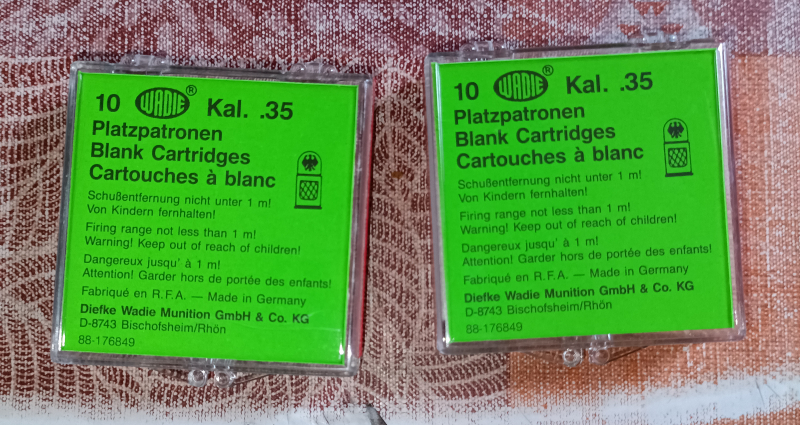 10 WADIE® Kal. .35
Platzpatronen
Blank Cartridges
Cartouches à blanc
Schußentfernung nicht unter 1 m!
Von Kindern fernhalten!
Firing range not less than 1 m!
Warning! Keep out of reach of children!
Dangereux jusqu' à 1 m!
Attention! Garder hors de portée des enfants!
Fabriqué en R.F.A. — Made in Germany
Diefke Wadie Munition GmbH & Co. KG
D-8743 Bischofsheim/Rhön
88-176849
10 WADIE® Kal. .35
Platzpatronen
Blank Cartridges
Cartouches à blanc
Schußentfernung nicht unter 1 m!
Von Kindern fernhalten!
Firing range not less than 1 m!
Warning! Keep out of reach of children!
Dangereux jusqu' à 1 m!
Attention! Garder hors de portée des enfants!
Fabriqué en R.F.A. — Made in Germany
Diefke Wadie Munition GmbH & Co. KG
D-8743 Bischofsheim/Rhön
88-176849